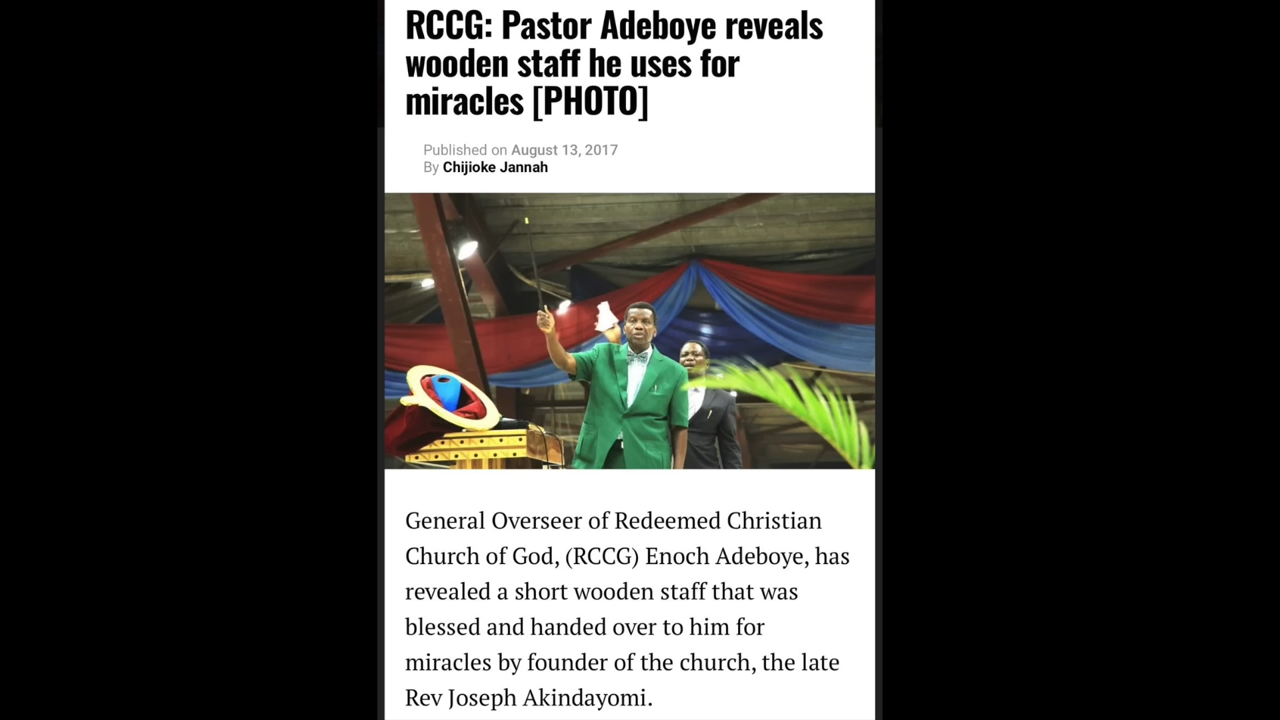 RCCG: Pastor Adeboye reveals
wooden staff he uses for
miracles [PHOTO]
Published on August 13, 2017
By Chijioke Jannah
General Overseer of Redeemed Christian
Church of God, (RCCG) Enoch Adeboye, has
revealed a short wooden staff that was
blessed and handed over to him for
miracles by founder of the church, the late
Rev Joseph Akindayomi.